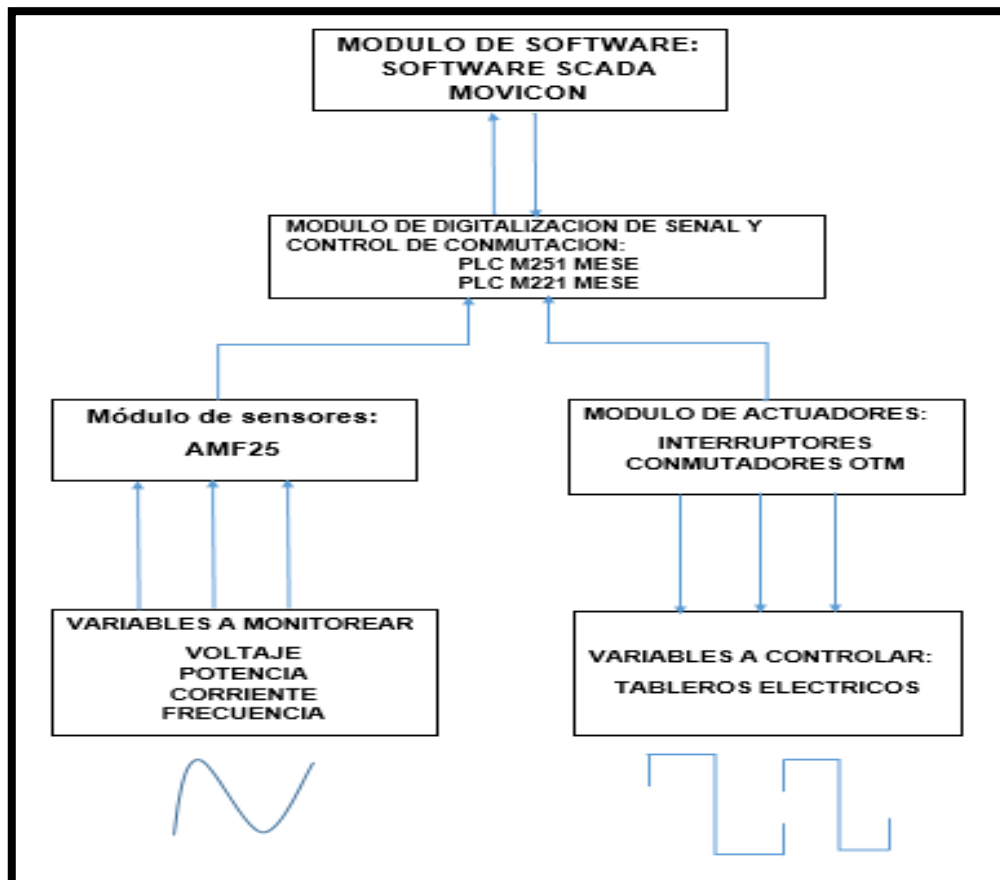 MODULO DE SOFTWARE:
SOFTWARE SCADA
MOVICON
MODULO DE DIGITALIZACION DE SENAL Y
CONTROL DE CONMUTACION:
PLC M251 MESE
PLC M221 MESE
Módulo de sensores:
AMF25
MODULO DE ACTUADORES:
INTERRUPTORES
CONMUTADORES OTM
VARIABLES A MONITOREAR
VOLTAJE
POTENCIA
CORRIENTE
FRECUENCIA
VARIABLES A CONTROLAR:
TABLEROS ELECTRICOS